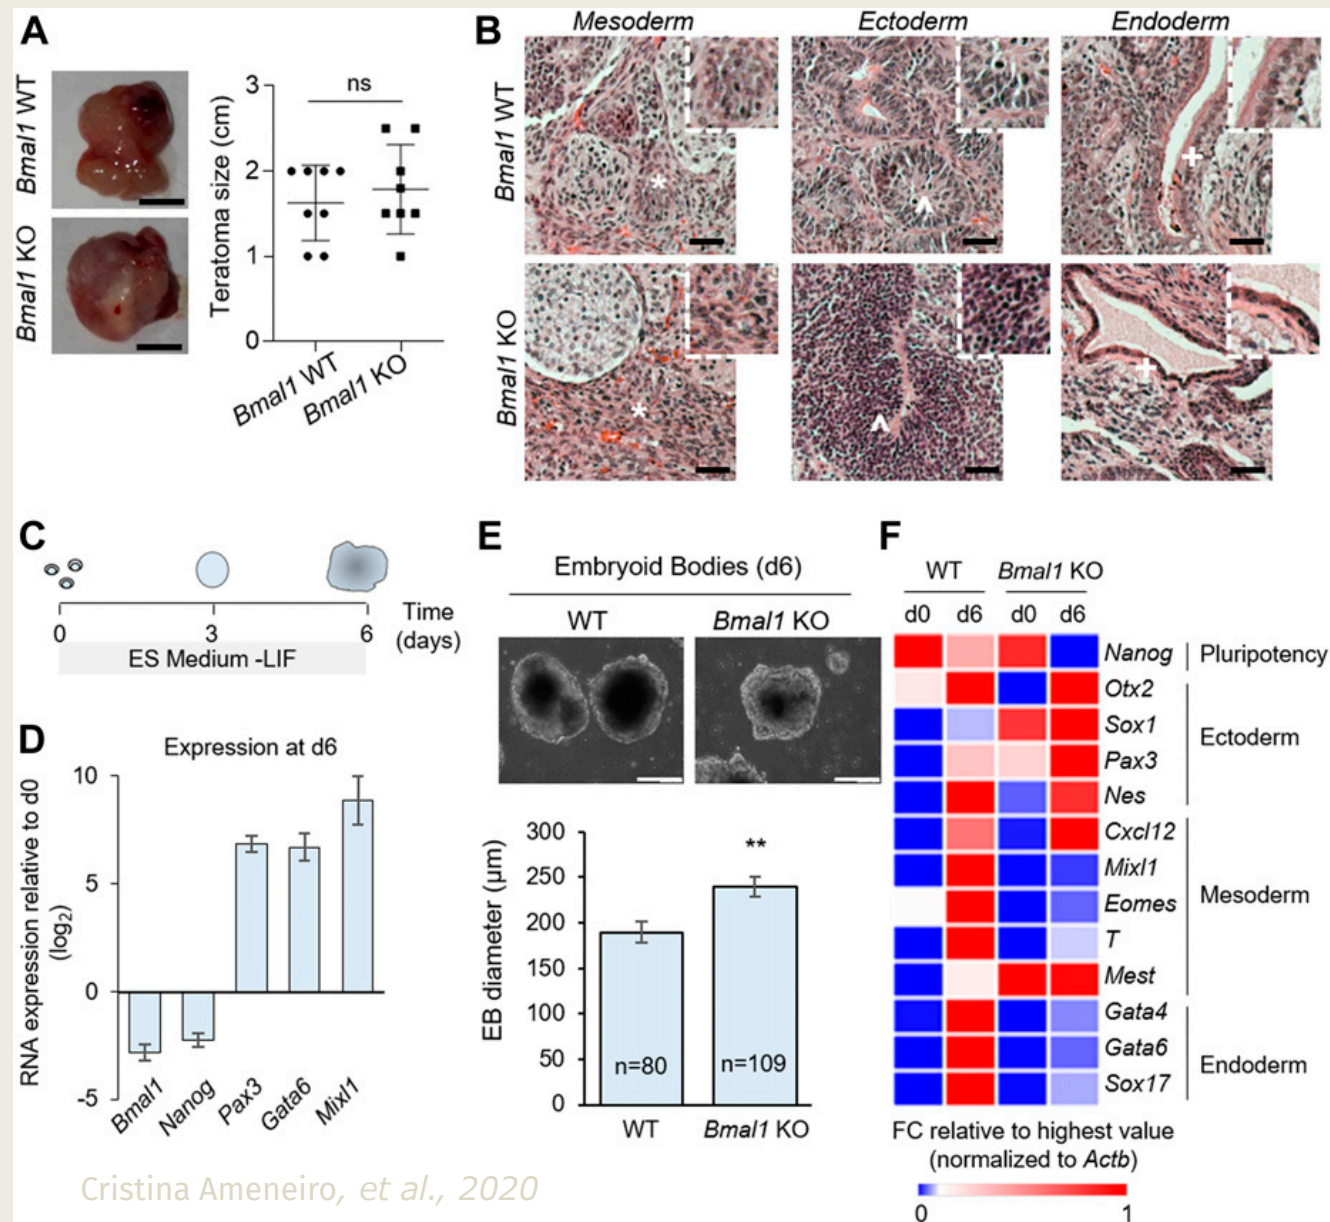 A
Bmal1 WT
Bmal1 KO
Teratoma size (cm)
3
2
1
0
ns
Bmal1 WT
Bmal1 KO
B
Mesoderm
Ectoderm
Endoderm
Bmal1 WT
Bmal1 KO
*
^
+
*
^
+
C
0
3
6
Time
(days)
ES Medium -LIF
D
Expression at d6
RNA expression relative to d0
(log2)
10
5
0
-5
Bmal1
Nanog
Pax3
Gata6
Mixl1
E
Embryoid Bodies (d6)
WT
Bmal1 KO
EB diameter (µm)
300
250
200
150
100
50
0
**
n=80
n=109
WT
Bmal1 KO
F
WT
Bmal1 KO
d0
d6
d0
d6
Nanog
Pluripotency
Otx2
Sox1
Pax3
Nes
Ectoderm
Cxcl12
Mixl1
Eomes
T
Mest
Mesoderm
Gata4
Gata6
Sox17
Endoderm
FC relative to highest value
(normalized to Actb)
0
1
Cristina Ameneiro, et al., 2020